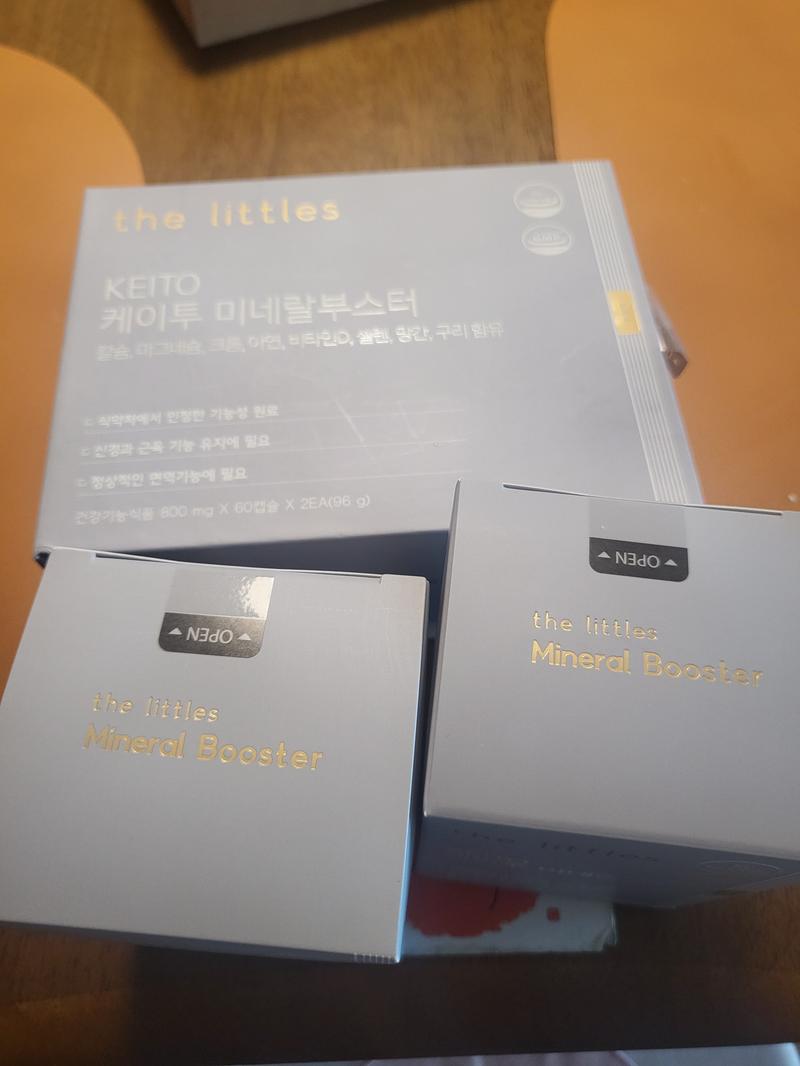 the littles
KEITO
케이투 미네랄부스터
칼슘, 마그네슘, 크롬, 아연, 비타민D, 셀렌, 망간, 구리 함유
식약처에서 인정한 기능성 원료
신경과 근육 기능 유지에 필요
정상적인 면역기능에 필요
건강기능식품 800 mg X 60캡슐 X 2EA(96 g)
GMP
OPEN
the littles
Mineral Booster
OPEN
the littles
Mineral Booster
the littles